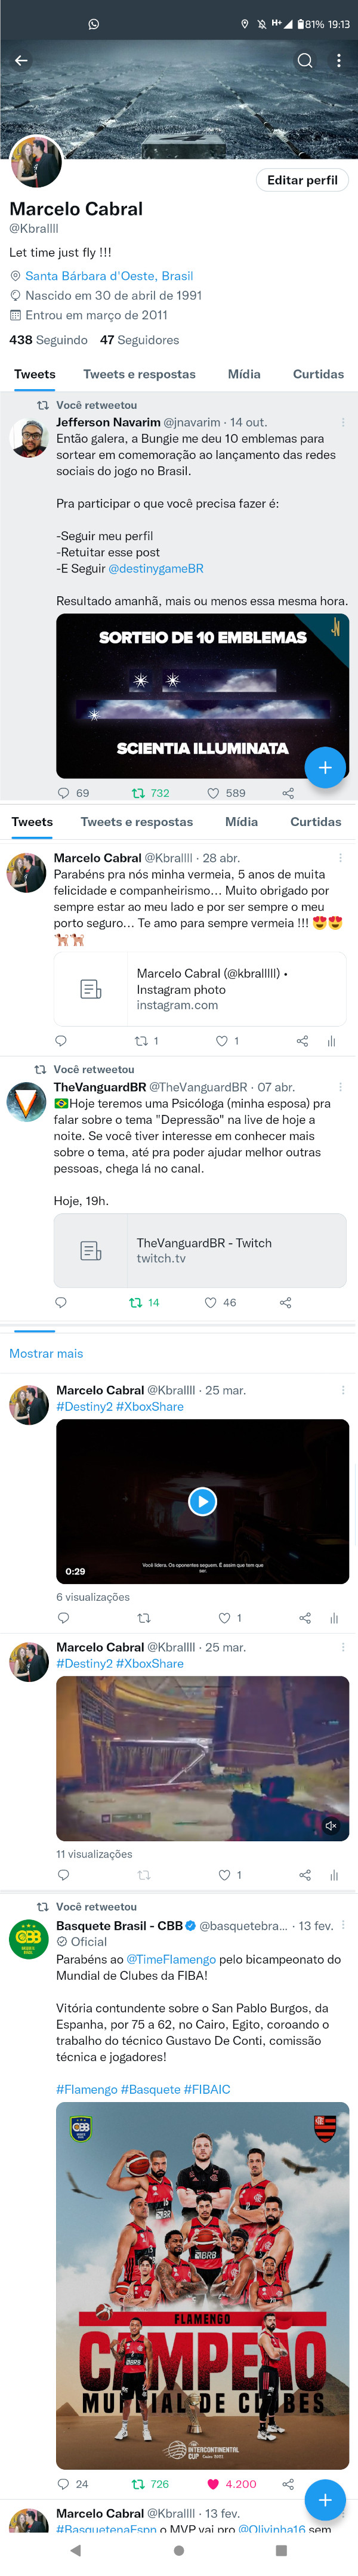 H+ 81% 19:13
Editar perfil
Marcelo Cabral
@Kbrallll
Let time just fly !!!
Santa Bárbara d'Oeste, Brasil
Nascido em 30 de abril de 1991
Entrou em março de 2011
438 Seguindo 47 Seguidores
Tweets Tweets e respostas Mídia Curtidas
Você retweetou
Jefferson Navarim @jnavarim · 14 out.
Então galera, a Bungie me deu 10 emblemas para
sortear em comemoração ao lançamento das redes
sociais do jogo no Brasil.
Pra participar o que você precisa fazer é:
-Seguir meu perfil
-Retuitar esse post
-E Seguir @destinygameBR
Resultado amanhã, mais ou menos essa mesma hora.
SORTEIO DE 10 EMBLEMAS
SCIENTIA ILLUMINATA
69 732 589
Tweets Tweets e respostas Mídia Curtidas
Marcelo Cabral @Kbrallll · 28 abr.
Parabéns pra nós minha vermeia, 5 anos de muita
felicidade e companheirismo... Muito obrigado por
sempre estar ao meu lado e por ser sempre o meu
porto seguro... Te amo para sempre vermeia !!! 😍😍
Marcelo Cabral (@kbralllll) •
Instagram photo
instagram.com
1 1
Você retweetou
TheVanguardBR @TheVanguardBR · 07 abr.
🇧🇷Hoje teremos uma Psicóloga (minha esposa) pra
falar sobre o tema "Depressão" na live de hoje a
noite. Se você tiver interesse em conhecer mais
sobre o tema, até pra poder ajudar melhor outras
pessoas, chega lá no canal.
Hoje, 19h.
TheVanguardBR - Twitch
twitch.tv
14 46
Mostrar mais
Marcelo Cabral @Kbrallll · 25 mar.
#Destiny2 #XboxShare
Você lidera. Os oponentes seguem. É assim que tem que
ser.
0:29
6 visualizações
1
Marcelo Cabral @Kbrallll · 25 mar.
#Destiny2 #XboxShare
11 visualizações
1
Você retweetou
Basquete Brasil - CBB @basquetebra... · 13 fev.
Oficial
Parabéns ao @TimeFlamengo pelo bicampeonato do
Mundial de Clubes da FIBA!
Vitória contundente sobre o San Pablo Burgos, da
Espanha, por 75 a 62, no Cairo, Egito, coroando o
trabalho do técnico Gustavo De Conti, comissão
técnica e jogadores!
#Flamengo #Basquete #FIBAIC
FLAMENGO
CAMPEÃO
MUNDIAL DE CLUBES
INTERCONTINENTAL
CUP
24 726 4.200
Marcelo Cabral @Kbrallll · 13 fev.
#BasquetenaEspn o MVP vai pro @Olivinha16 sem